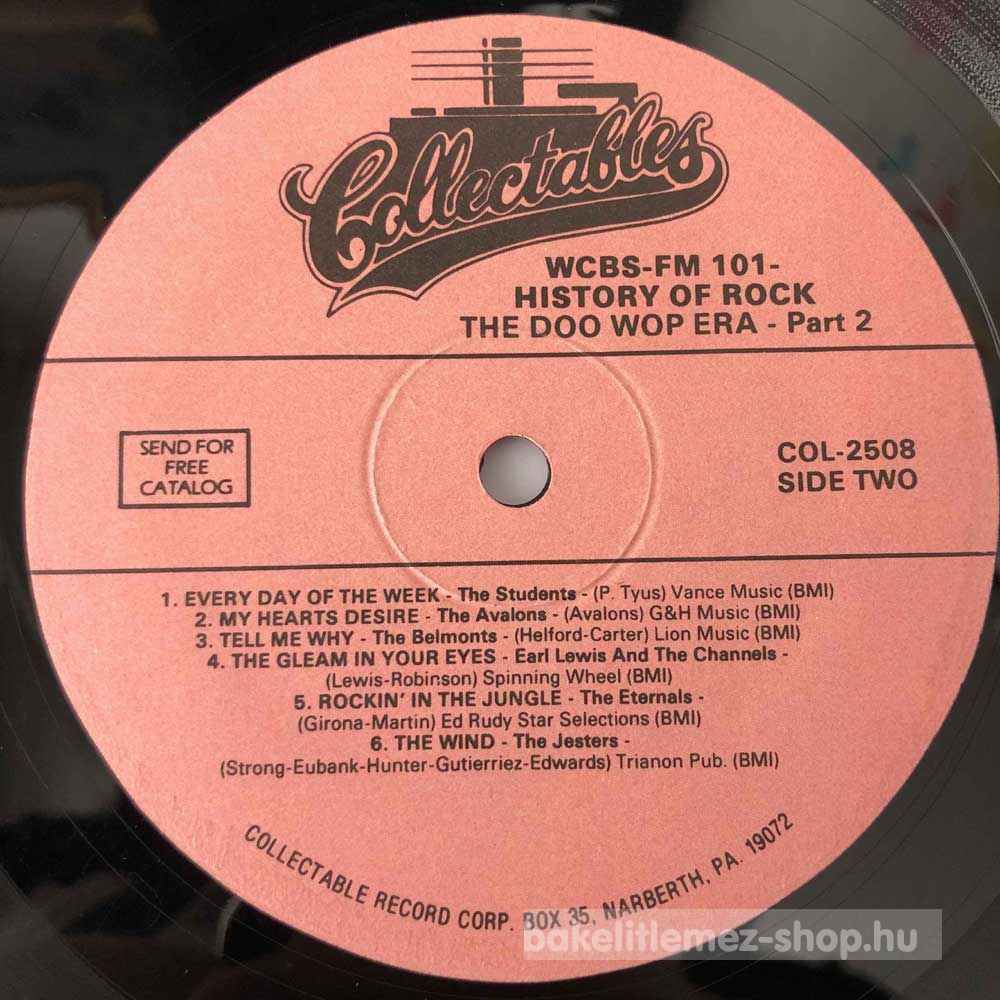 Collectables
WCBS-FM 101-
HISTORY OF ROCK
THE DOO WOP ERA - Part 2
SEND FOR
FREE
CATALOG
COL-2508
SIDE TWO
1. EVERY DAY OF THE WEEK - The Students - (P. Tyus) Vance Music (BMI)
2. MY HEARTS DESIRE - The Avalons - (Avalons) G&H Music (BMI)
3. TELL ME WHY - The Belmonts - (Helford-Carter) Lion Music (BMI)
4. THE GLEAM IN YOUR EYES - Earl Lewis And The Channels -
(Lewis-Robinson) Spinning Wheel (BMI)
5. ROCKIN' IN THE JUNGLE - The Eternals -
(Girona-Martin) Ed Rudy Star Selections (BMI)
6. THE WIND - The Jesters -
(Strong-Eubank-Hunter-Gutierriez-Edwards) Trianon Pub. (BMI)
COLLECTABLE RECORD CORP. BOX 35, NARBERTH, PA. 19072
bakelitlemez-shop.hu